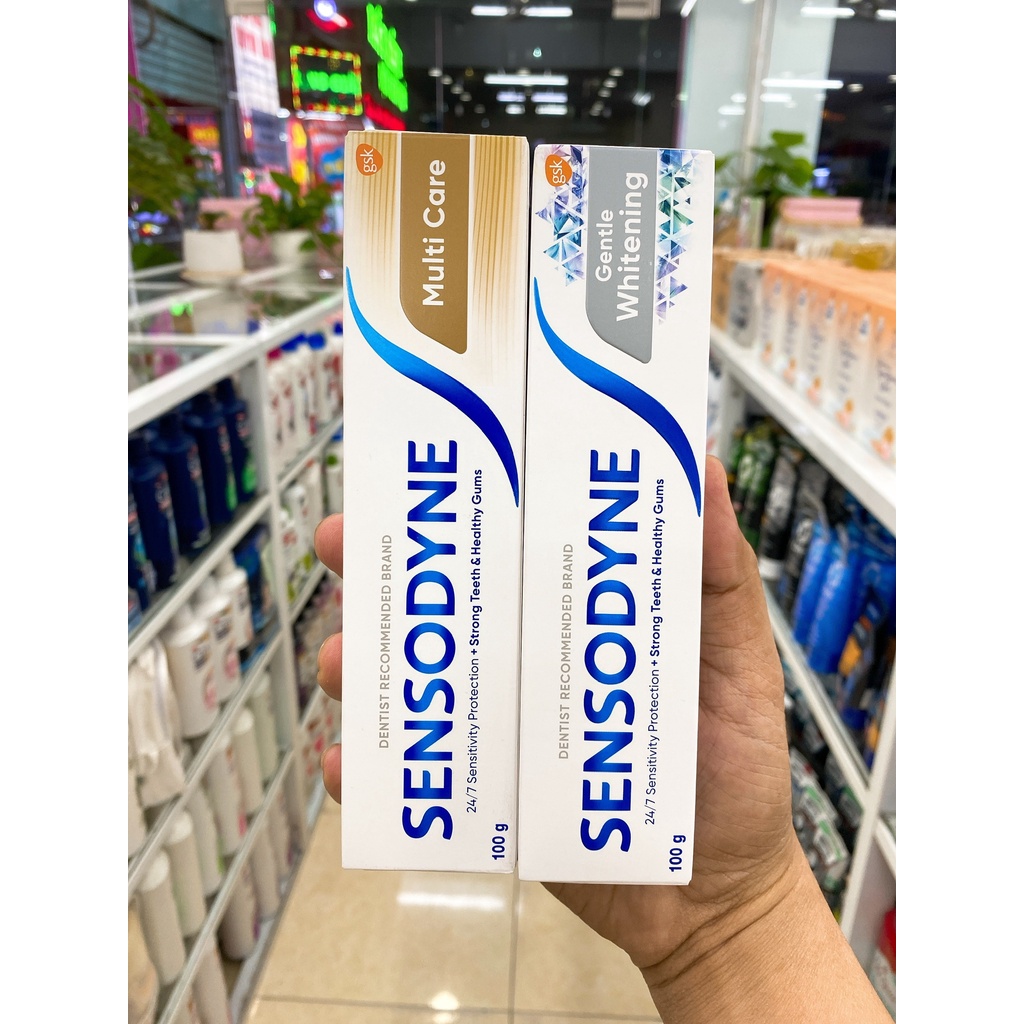 gsk
Multi Care
DENTIST RECOMMENDED BRAND
SENSODYNE
24/7 Sensitivity Protection + Strong Teeth & Healthy Gums
100 g
gsk
Gentle
Whitening
DENTIST RECOMMENDED BRAND
SENSODYNE
24/7 Sensitivity Protection + Strong Teeth & Healthy Gums
100 g